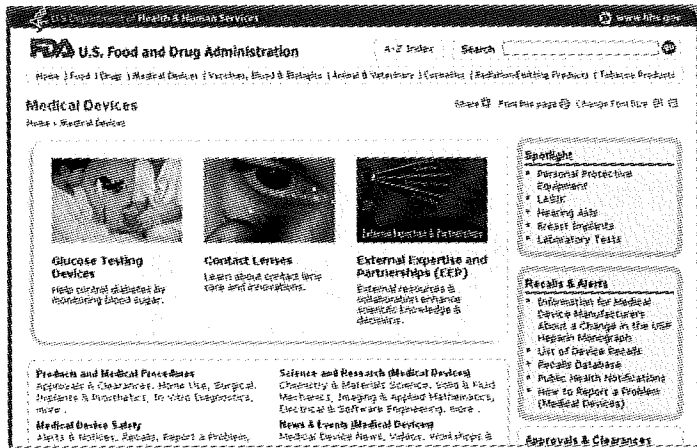 U.S. Department of Health & Human Services
www.hhs.gov
FDA U.S. Food and Drug Administration
A-Z Index
Search
Home | Food | Drugs | Medical Devices | Vaccines, Blood & Biologics | Animal & Veterinary | Cosmetics | Radiation-Emitting Products | Tobacco Products
Medical Devices
Share
Print this page
Change Font Size
Home > Medical Devices
External Expertise & Partnerships
Glucose Testing
Devices
Help control diabetes by
monitoring blood sugar.
Contact Lenses
Learn about contact lens
care and innovations.
External Expertise and
Partnerships (EEP)
External resources &
collaboration enhance
scientific knowledge &
decisions.
Spotlight
Personal Protective
Equipment
LASIK
Hearing Aids
Breast Implants
Laboratory Tests
Recalls & Alerts
Information for Medical
Device Manufacturers
About a Change in the USP
Heparin Monograph
List of Device Recalls
Recalls Database
Public Health Notifications
How to Report a Problem
(Medical Devices)
Approvals & Clearances
Products and Medical Procedures
Approvals & Clearances, Home Use, Surgical,
Implants & Prosthetics, In Vitro Diagnostics,
more...
Medical Device Safety
Alerts & Notices, Recalls, Report a Problem,
Science and Research (Medical Devices)
Chemistry & Materials Science, Solid & Fluid
Mechanics, Imaging & Applied Mathematics,
Electrical & Software Engineering, more...
News & Events (Medical Devices)
Medical Device News, Videos, Workshops &